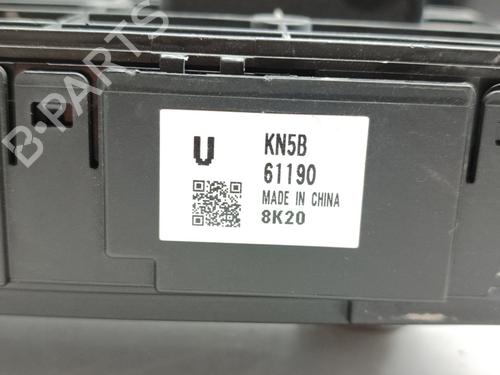 B-PARTS
U
KN5B
61190
MADE IN CHINA
8K20